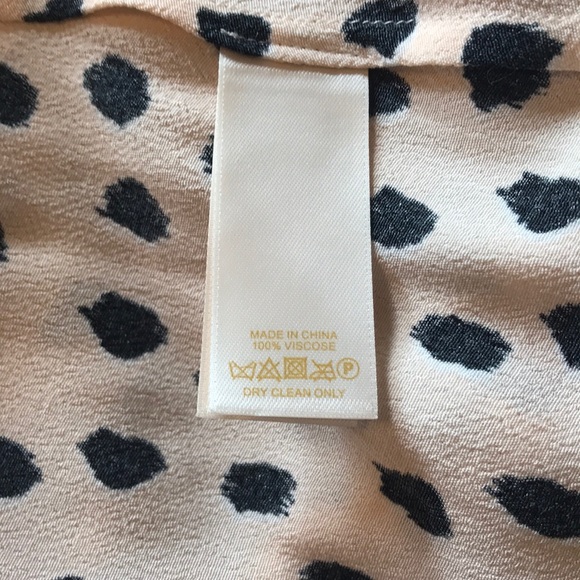 MADE IN CHINA
100% VISCOSE
P
DRY CLEAN ONLY